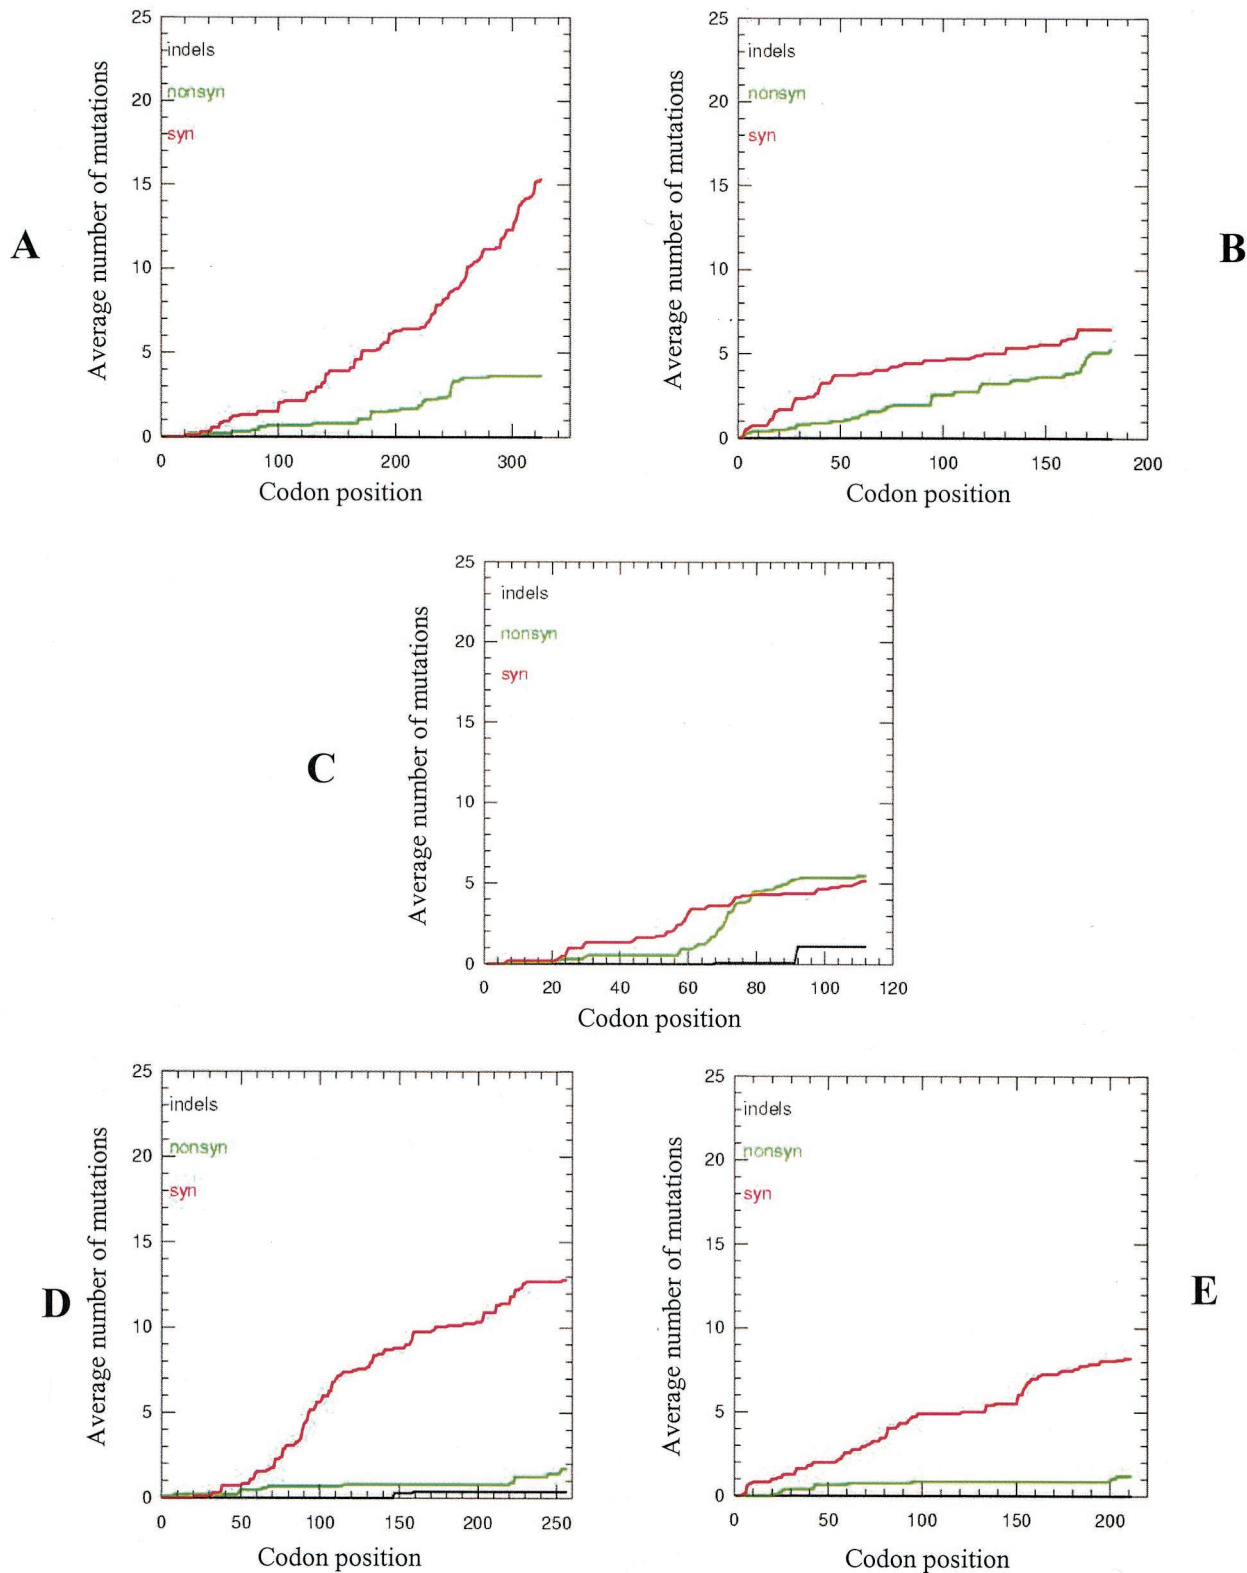 A
Average number of mutations
25
20
15
10
5
0
indels
nonsyn
syn
0 100 200 300
Codon position
B
Average number of mutations
25
20
15
10
5
0
indels
nonsyn
syn
0 50 100 150 200
Codon position
C
Average number of mutations
25
20
15
10
5
0
indels
nonsyn
syn
0 20 40 60 80 100 120
Codon position
D
Average number of mutations
25
20
15
10
5
0
indels
nonsyn
syn
0 50 100 150 200 250
Codon position
E
Average number of mutations
25
20
15
10
5
0
indels
nonsyn
syn
0 50 100 150 200
Codon position